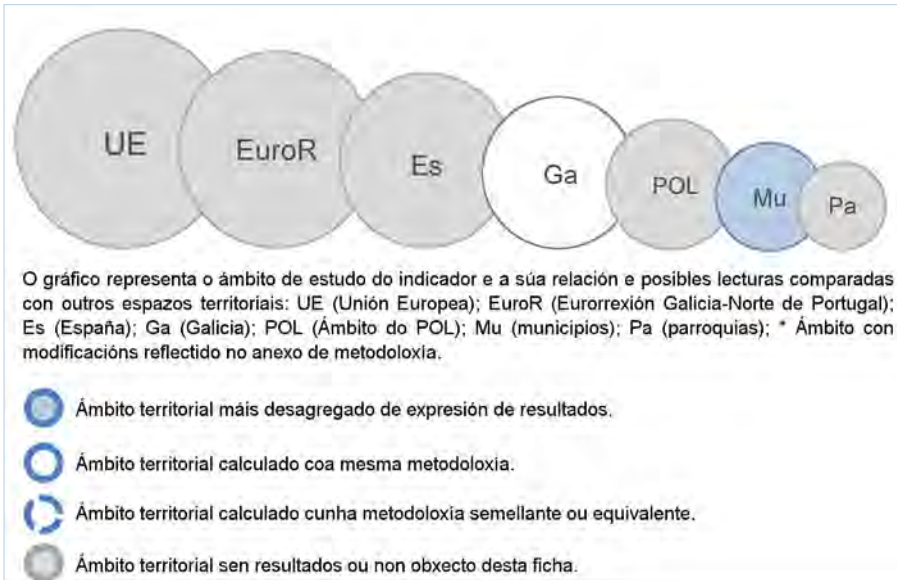 UE EuroR Es Ga POL Mu Pa
O gráfico representa o ámbito de estudo do indicador e a súa relación e posibles lecturas comparadas
con outros espazos territoriais: UE (Unión Europea); EuroR (Eurorrexión Galicia-Norte de Portugal);
Es (España); Ga (Galicia); POL (Ámbito do POL); Mu (municipios); Pa (parroquias); * Ámbito con
modificacións reflectido no anexo de metodoloxia.
Ámbito territorial máis desagregado de expresión de resultados.
Ámbito territorial calculado coa mesma metodoloxia.
Ámbito territorial calculado cunha metodoloxia semellante ou equivalente.
Ámbito territorial sen resultados ou non obxecto desta ficha.